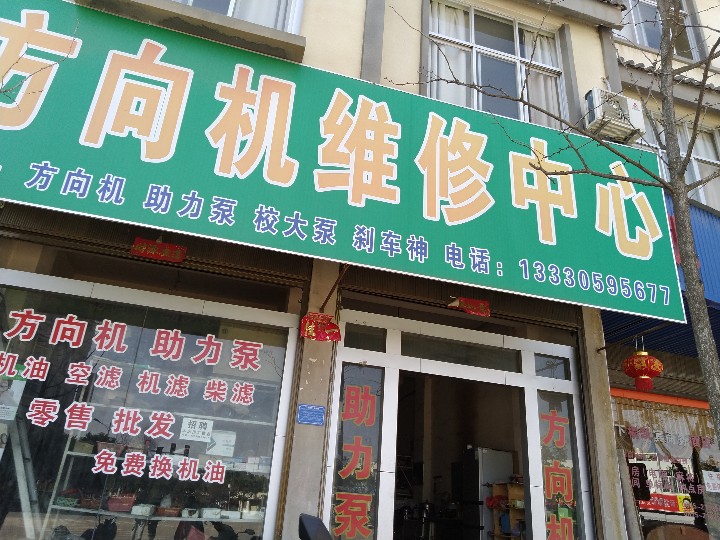 方向机维修中心
方向机 助力泵 校大泵 刹车神 电话：13330595677
方向机 助力泵
机油 空滤 机滤 柴滤
零售 批发
招聘
免费换机油
助力泵
方向机